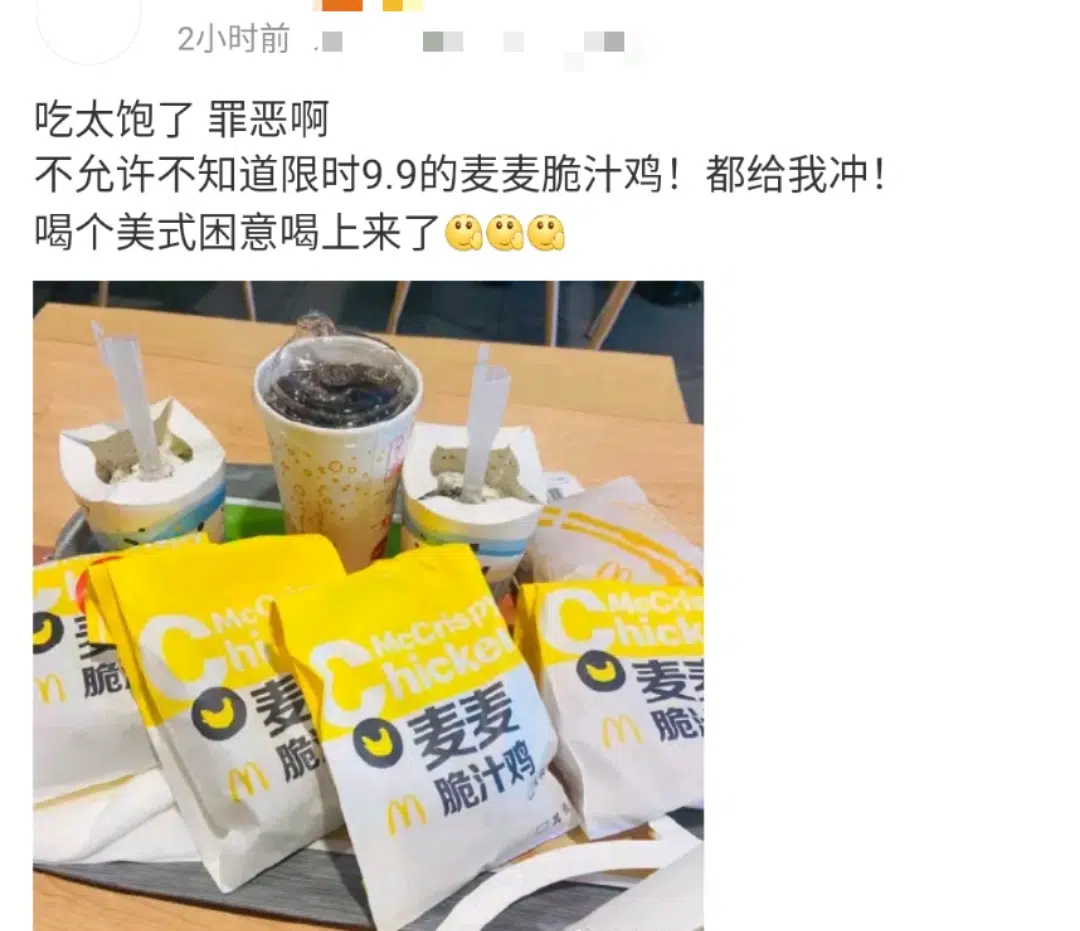 2小时前
吃太饱了 罪恶啊
不允许不知道限时9.9的麦麦脆汁鸡！都给我冲！
喝个美式困意喝上来了
McCrispy
Chicken
麦麦
脆汁鸡